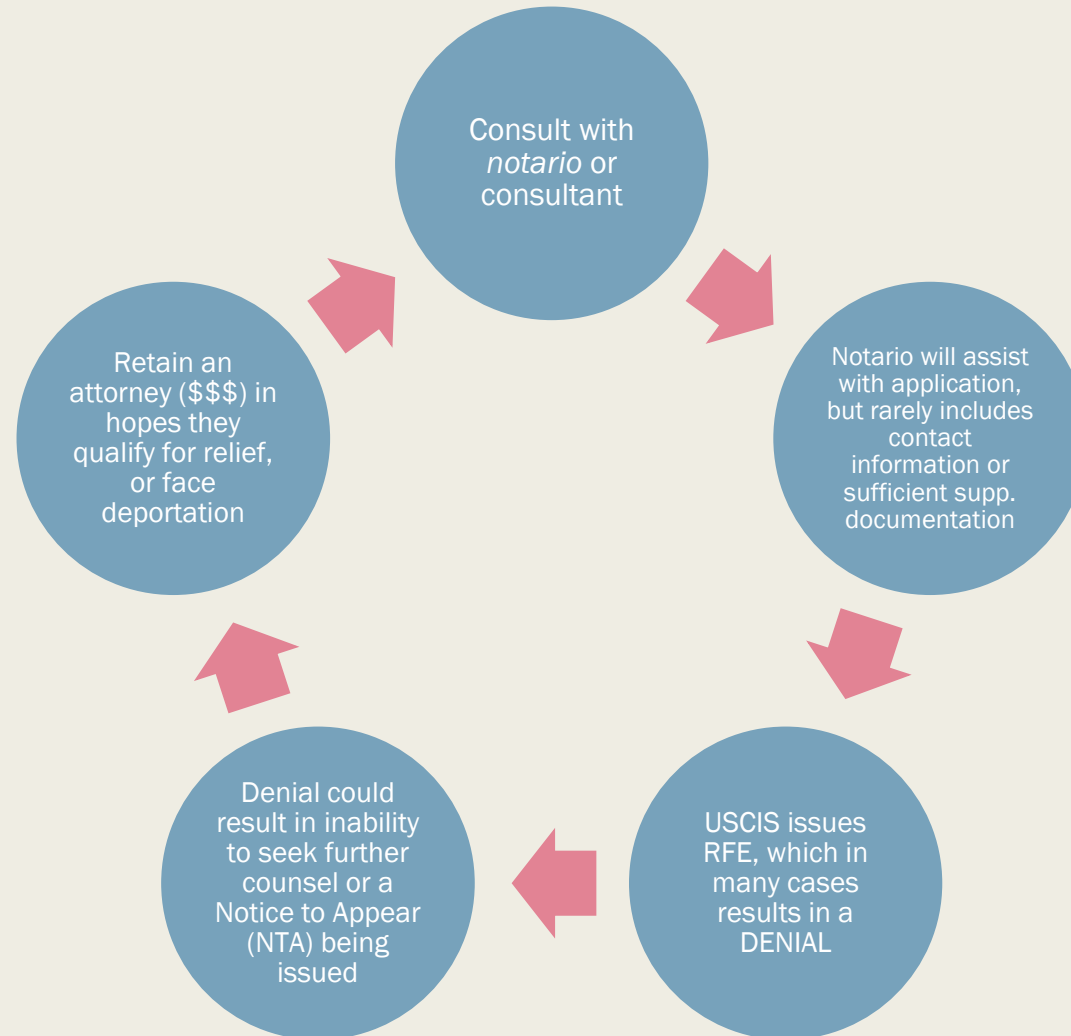 Consult with
notario or
consultant
Notario will assist
with application,
but rarely includes
contact
information or
sufficient supp.
documentation
USCIS issues
RFE, which in
many cases
results in a
DENIAL
Denial could
result in inability
to seek further
counsel or a
Notice to Appear
(NTA) being
issued
Retain an
attorney ($$$) in
hopes they
qualify for relief,
or face
deportation